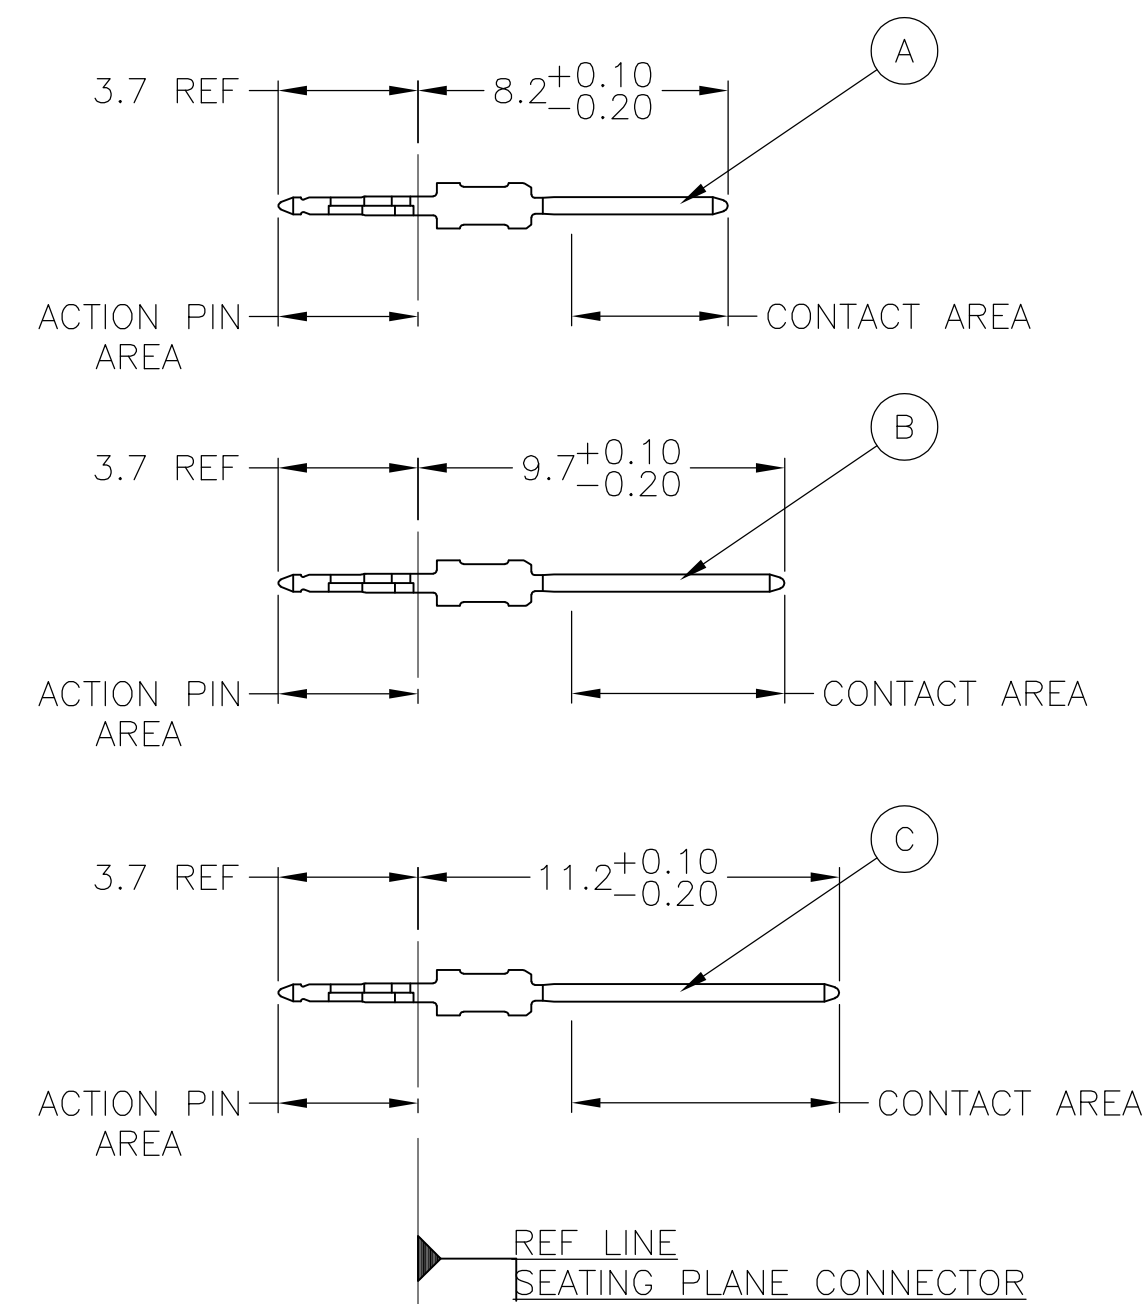 A
3.7 REF
8.2 +0.10
-0.20
ACTION PIN
AREA
CONTACT AREA
B
3.7 REF
9.7 +0.10
-0.20
ACTION PIN
AREA
CONTACT AREA
C
3.7 REF
11.2 +0.10
-0.20
ACTION PIN
AREA
CONTACT AREA
REF LINE
SEATING PLANE CONNECTOR